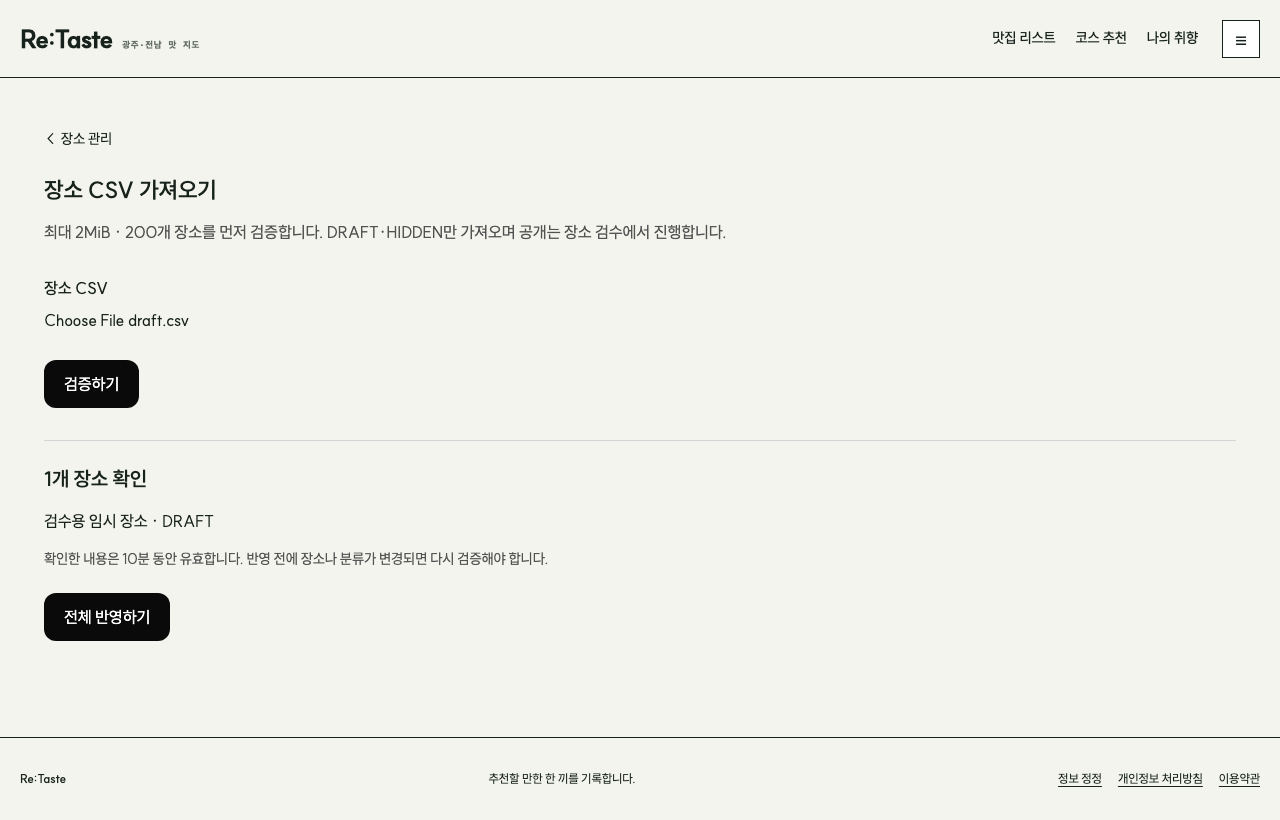 Re:Taste 광주·전남 맛 지도
맛집 리스트 코스 추천 나의 취향
장소 관리
장소 CSV 가져오기
최대 2MiB · 200개 장소를 먼저 검증합니다. DRAFT·HIDDEN만 가져오며 공개는 장소 검수에서 진행합니다.
장소 CSV
Choose File draft.csv
검증하기
1개 장소 확인
검수용 임시 장소 · DRAFT
확인한 내용은 10분 동안 유효합니다. 반영 전에 장소나 분류가 변경되면 다시 검증해야 합니다.
전체 반영하기
Re:Taste
추천할 만한 한 끼를 기록합니다.
정보 정정 개인정보 처리방침 이용약관